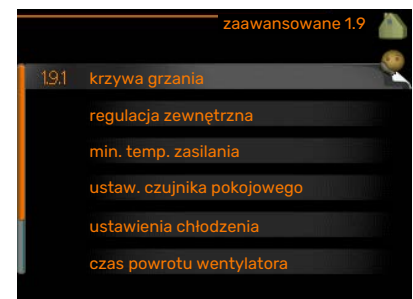 zaawansowane 1.9
1.9.1 krzywa grzania
regulacja zewnętrzna
min. temp. zasilania
ustaw. czujnika pokojowego
ustawienia chłodzenia
czas powrotu wentylatora